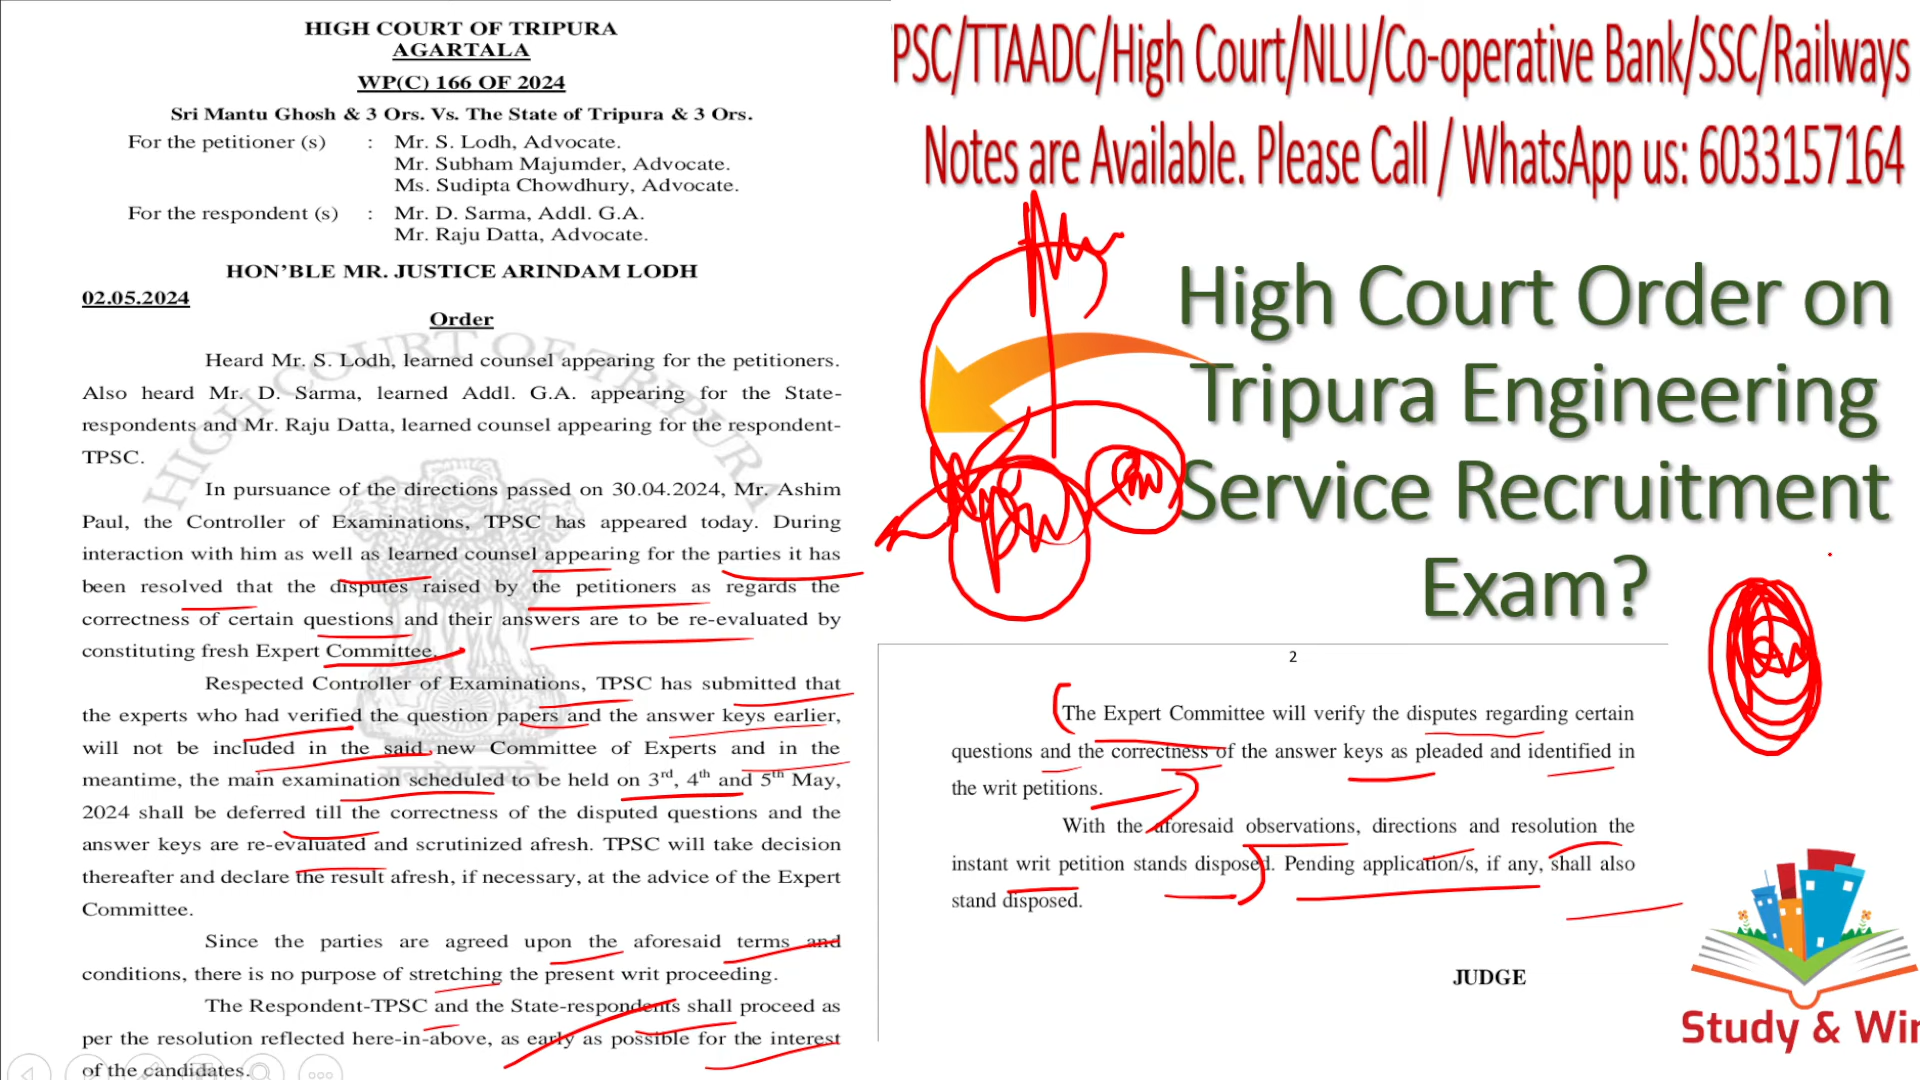 HIGH COURT OF TRIPURA
AGARTALA
WP(C) 166 OF 2024
Sri Mantu Ghosh & 3 Ors. Vs. The State of Tripura & 3 Ors.
For the petitioner (s) : Mr. S. Lodh, Advocate.
Mr. Subham Majumder, Advocate.
Ms. Sudipta Chowdhury, Advocate.
For the respondent (s) : Mr. D. Sarma, Addl. G.A.
Mr. Raju Datta, Advocate.
HON’BLE MR. JUSTICE ARINDAM LODH
02.05.2024
Order
Heard Mr. S. Lodh, learned counsel appearing for the petitioners.
Also heard Mr. D. Sarma, learned Addl. G.A. appearing for the State-
respondents and Mr. Raju Datta, learned counsel appearing for the respondent-
TPSC.
In pursuance of the directions passed on 30.04.2024, Mr. Ashim
Paul, the Controller of Examinations, TPSC has appeared today. During
interaction with him as well as learned counsel appearing for the parties it has
been resolved that the disputes raised by the petitioners as regards the
correctness of certain questions and their answers are to be re-evaluated by
constituting fresh Expert Committee.
Respected Controller of Examinations, TPSC has submitted that
the experts who had verified the question papers and the answer keys earlier,
will not be included in the said new Committee of Experts and in the
meantime, the main examination scheduled to be held on 3rd, 4th and 5th May,
2024 shall be deferred till the correctness of the disputed questions and the
answer keys are re-evaluated and scrutinized afresh. TPSC will take decision
thereafter and declare the result afresh, if necessary, at the advice of the Expert
Committee.
Since the parties are agreed upon the aforesaid terms and
conditions, there is no purpose of stretching the present writ proceeding.
The Respondent-TPSC and the State-respondents shall proceed as
per the resolution reflected here-in-above, as early as possible for the interest
of the candidates.
HIGH COURT OF TRIPURA
सत्यमेव जयते
PSC/TTAADC/High Court/NLU/Co-operative Bank/SSC/Railways
Notes are Available. Please Call / WhatsApp us: 6033157164
High Court Order on
Tripura Engineering
Service Recruitment
Exam?
2
The Expert Committee will verify the disputes regarding certain
questions and the correctness of the answer keys as pleaded and identified in
the writ petitions.
With the aforesaid observations, directions and resolution the
instant writ petition stands disposed. Pending application/s, if any, shall also
stand disposed.
JUDGE
Study & Win